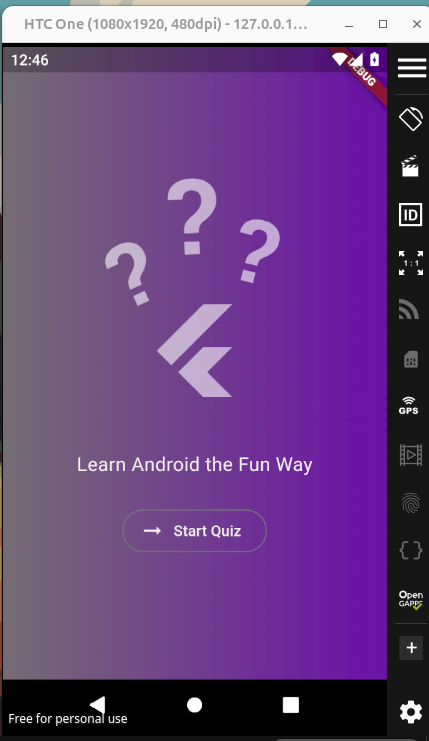 HTC One (1080x1920, 480dpi) - 127.0.0.1...
12:46
DEBUG
ID
? ? ?
1 : 1
GPS
Learn Android the Fun Way
→ Start Quiz
{ }
Open
GAPPS
Free for personal use